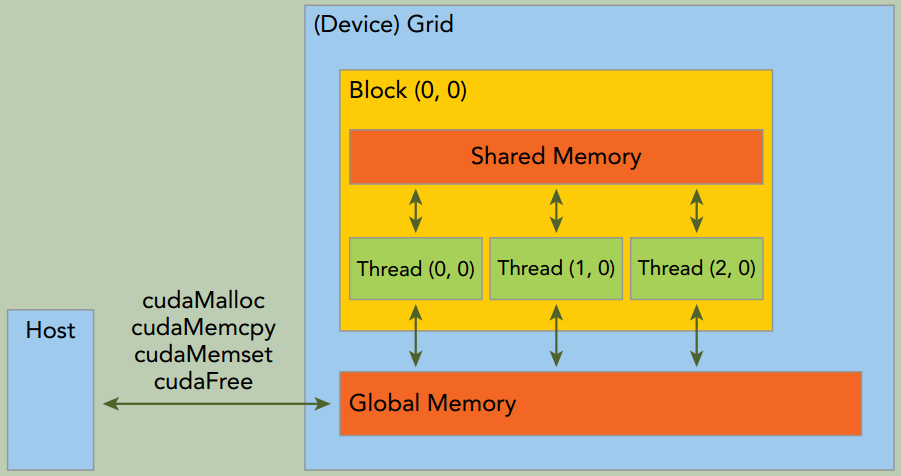 (Device) Grid
Block (0, 0)
Shared Memory
Thread (0, 0)
Thread (1, 0)
Thread (2, 0)
cudaMalloc
cudaMemcpy
cudaMemset
cudaFree
Host
Global Memory